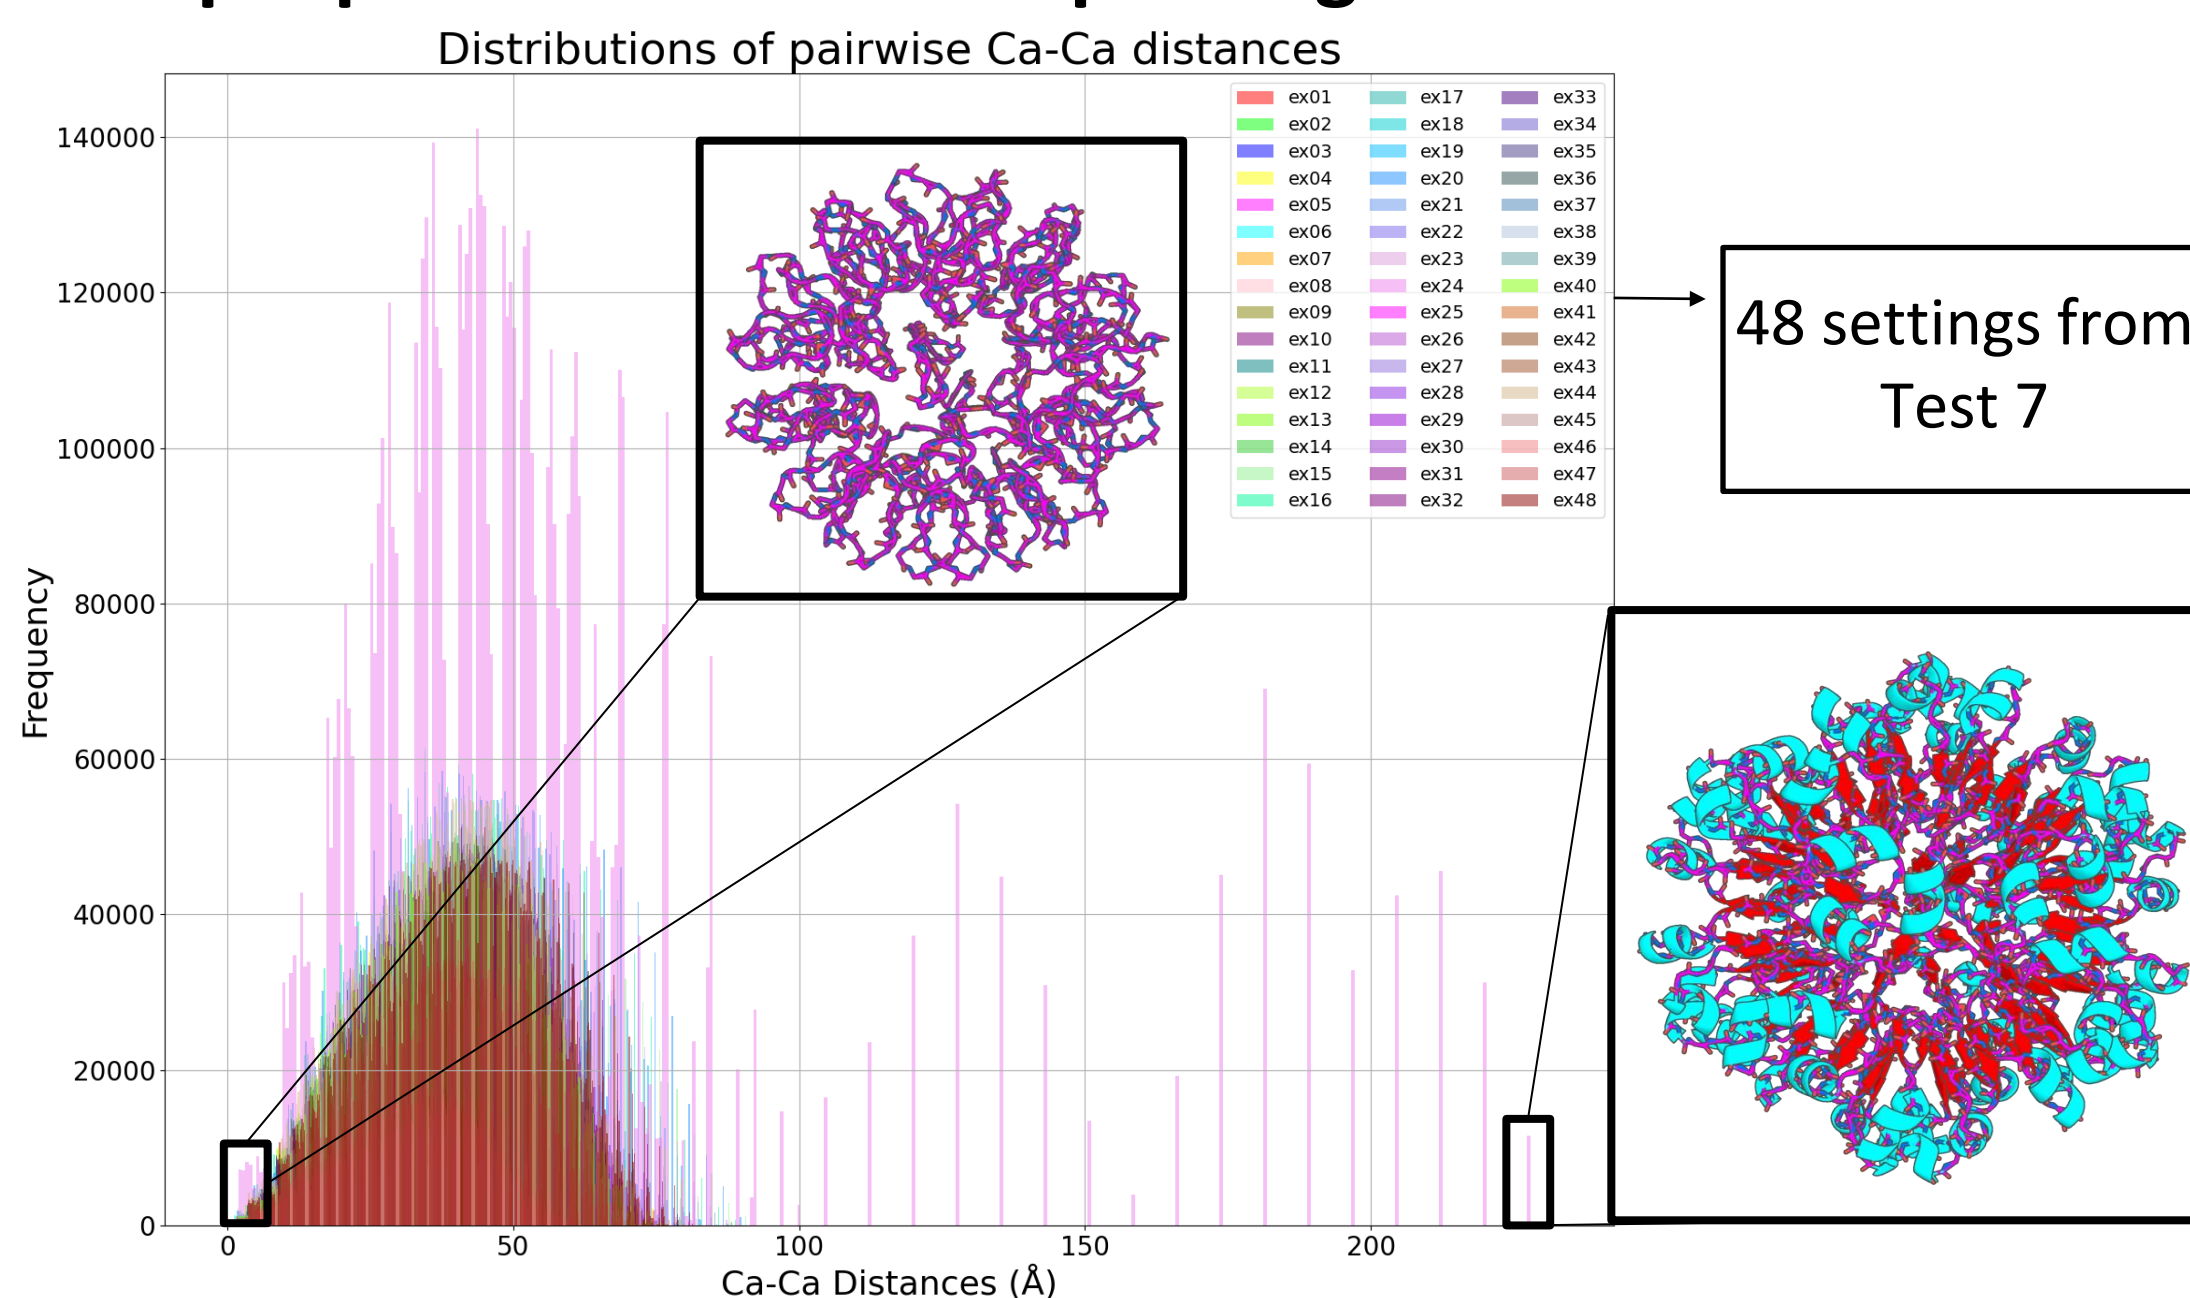 Distributions of pairwise Ca-Ca distances
140000
120000
100000
80000
60000
40000
20000
0
Frequency
0 50 100 150 200
Ca-Ca Distances (Å)
ex01 ex17 ex33
ex02 ex18 ex34
ex03 ex19 ex35
ex04 ex20 ex36
ex05 ex21 ex37
ex06 ex22 ex38
ex07 ex23 ex39
ex08 ex24 ex40
ex09 ex25 ex41
ex10 ex26 ex42
ex11 ex27 ex43
ex12 ex28 ex44
ex13 ex29 ex45
ex14 ex30 ex46
ex15 ex31 ex47
ex16 ex32 ex48
48 settings from
Test 7